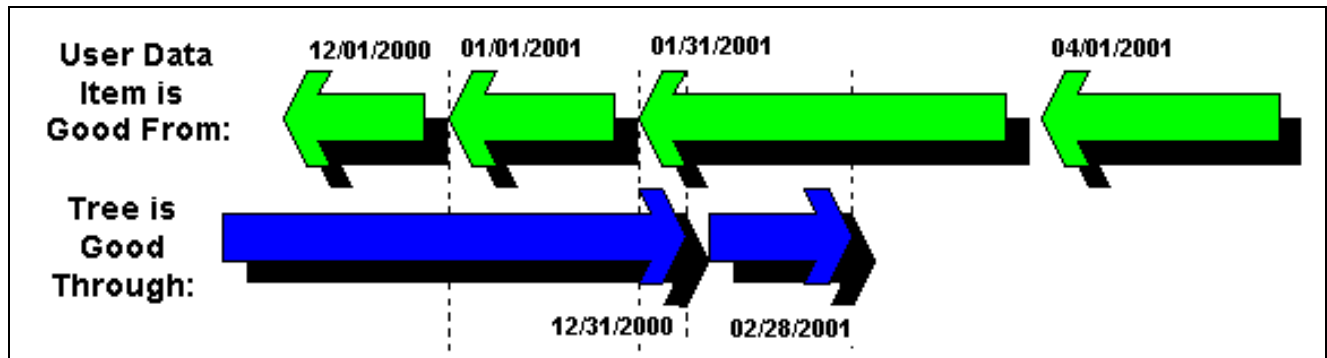 User Data
Item is
Good From:
12/01/2000
01/01/2001
01/31/2001
04/01/2001
Tree is
Good
Through:
12/31/2000
02/28/2001